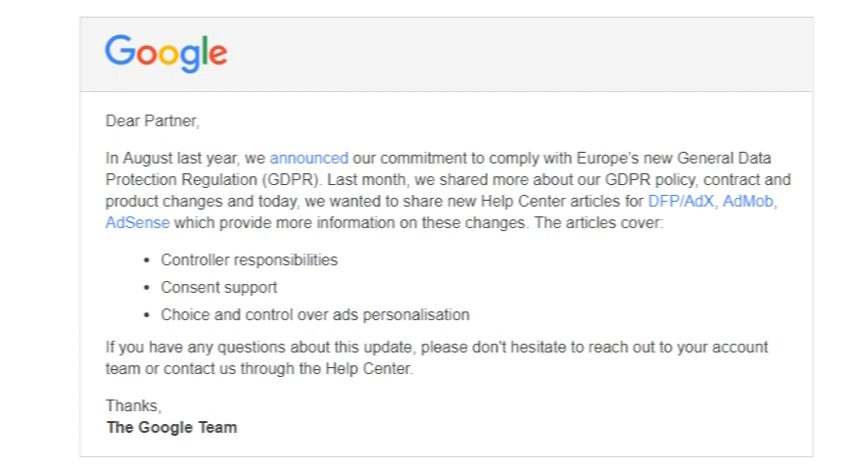 Google
Dear Partner,
In August last year, we announced our commitment to comply with Europe's new General Data
Protection Regulation (GDPR). Last month, we shared more about our GDPR policy, contract and
product changes and today, we wanted to share new Help Center articles for DFP/AdX, AdMob,
AdSense which provide more information on these changes. The articles cover:
• Controller responsibilities
• Consent support
• Choice and control over ads personalisation
If you have any questions about this update, please don't hesitate to reach out to your account
team or contact us through the Help Center.
Thanks,
The Google Team